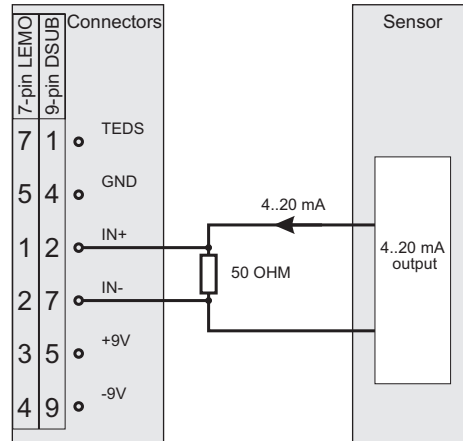 7-pin LEMO
9-pin DSUB
Connectors
Sensor
7 1 TEDS
5 4 GND
4..20 mA
1 2 IN+
4..20 mA
output
50 OHM
2 7 IN-
3 5 +9V
4 9 -9V